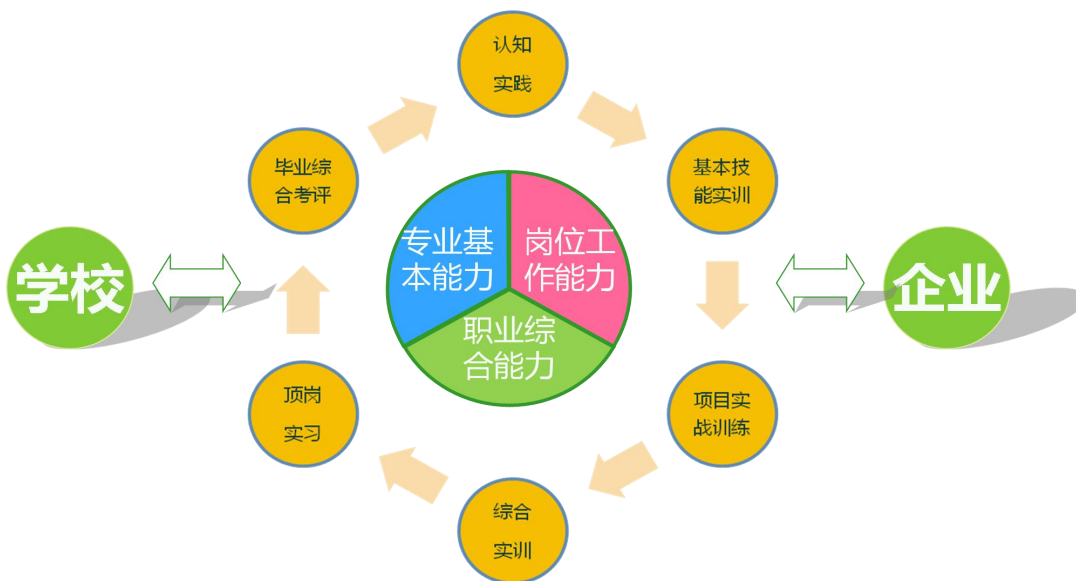 认知
实践
毕业综
合考评
基本技
能实训
专业基
本能力
岗位工
作能力
学校
企业
职业综
合能力
顶岗
实习
项目实
战训练
综合
实训